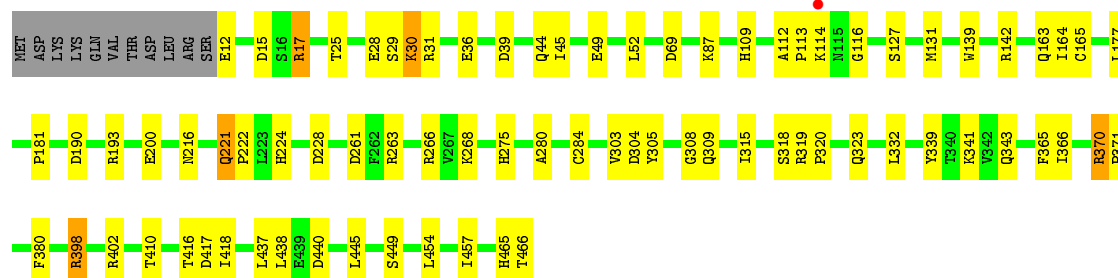 MET ASP LYS LYS GLN VAL THR ASP LEU ARG SER E12 D15 S16 R17 T25 E28 S29 K30 R31 E36 D39 Q44 I45 E49 L52 D69 K87 H109 A112 P113 K114 N115 G116 S127 M131 W139 R142 Q163 I164 C165 L177
P181 D190 R193 E200 N216 Q221 P222 L223 H224 D228 D261 F262 R263 R266 V267 K268 H275 A280 C284 V303 D304 Y305 G308 Q309 I315 S318 R319 P320 Q323 L332 Y339 T340 K341 V342 Q343 F365 I366 R370
F380 R398 R402 T410 T416 D417 I418 L437 L438 E439 D440 L445 S449 L454 I457 H465 T466